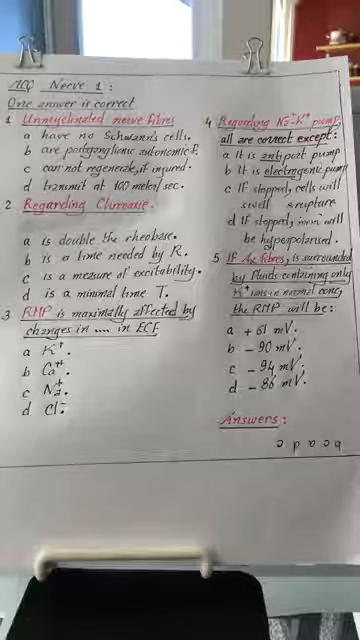 MCQ Nerve 1:
One answer is correct
1 Unmyelinated nerve fibres
a have no Schwann's cells.
b are postganglionic autonomic f.
c can not regenerate, if injured.
d transmit at 100 meter/sec.
2 Regarding Chronaxie.
a is double the rheobase.
b is a time needed by R.
c is a mesure of excitability.
d is a minimal time T.
3 RMP is maximally affected by
changes in .... in ECF
a K⁺.
b Ca⁺⁺.
c Na⁺.
d Cl⁻.
4 Regarding Na⁺-K⁺ pump,
all are correct except:
a It is antiport pump
b It is electrogenic pump
c If stopped, cells will
swell & rupture
d If stopped, will
be hyperpolarised.
5 If fibres, is surrounded
by fluids containing only
K⁺ ions in normal conc,
the RMP will be:
a +61 mV.
b -90 mV.
c -94 mV.
d -86 mV.
Answers:
b c a d c